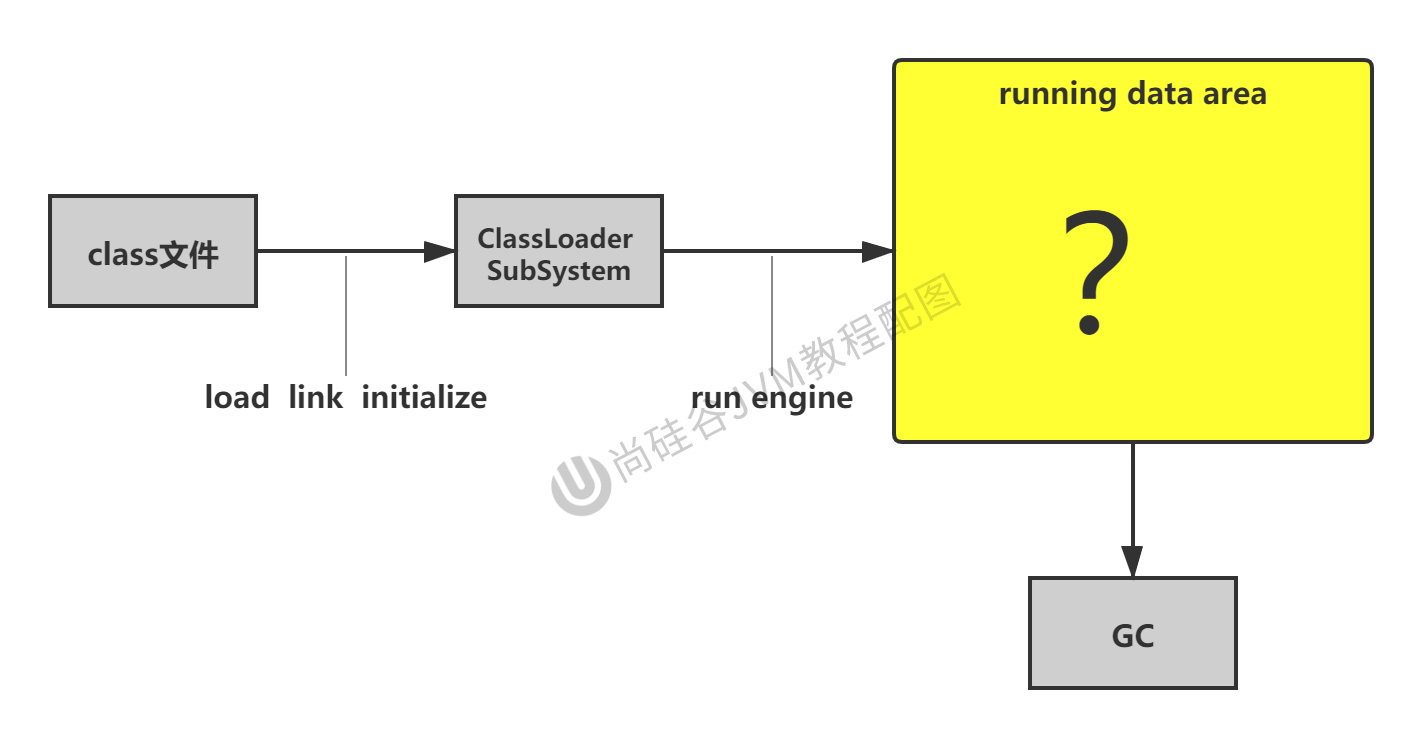 running data area
class文件
ClassLoader
SubSystem
?
load link initialize
run engine
尚硅谷JVM教程配图
GC